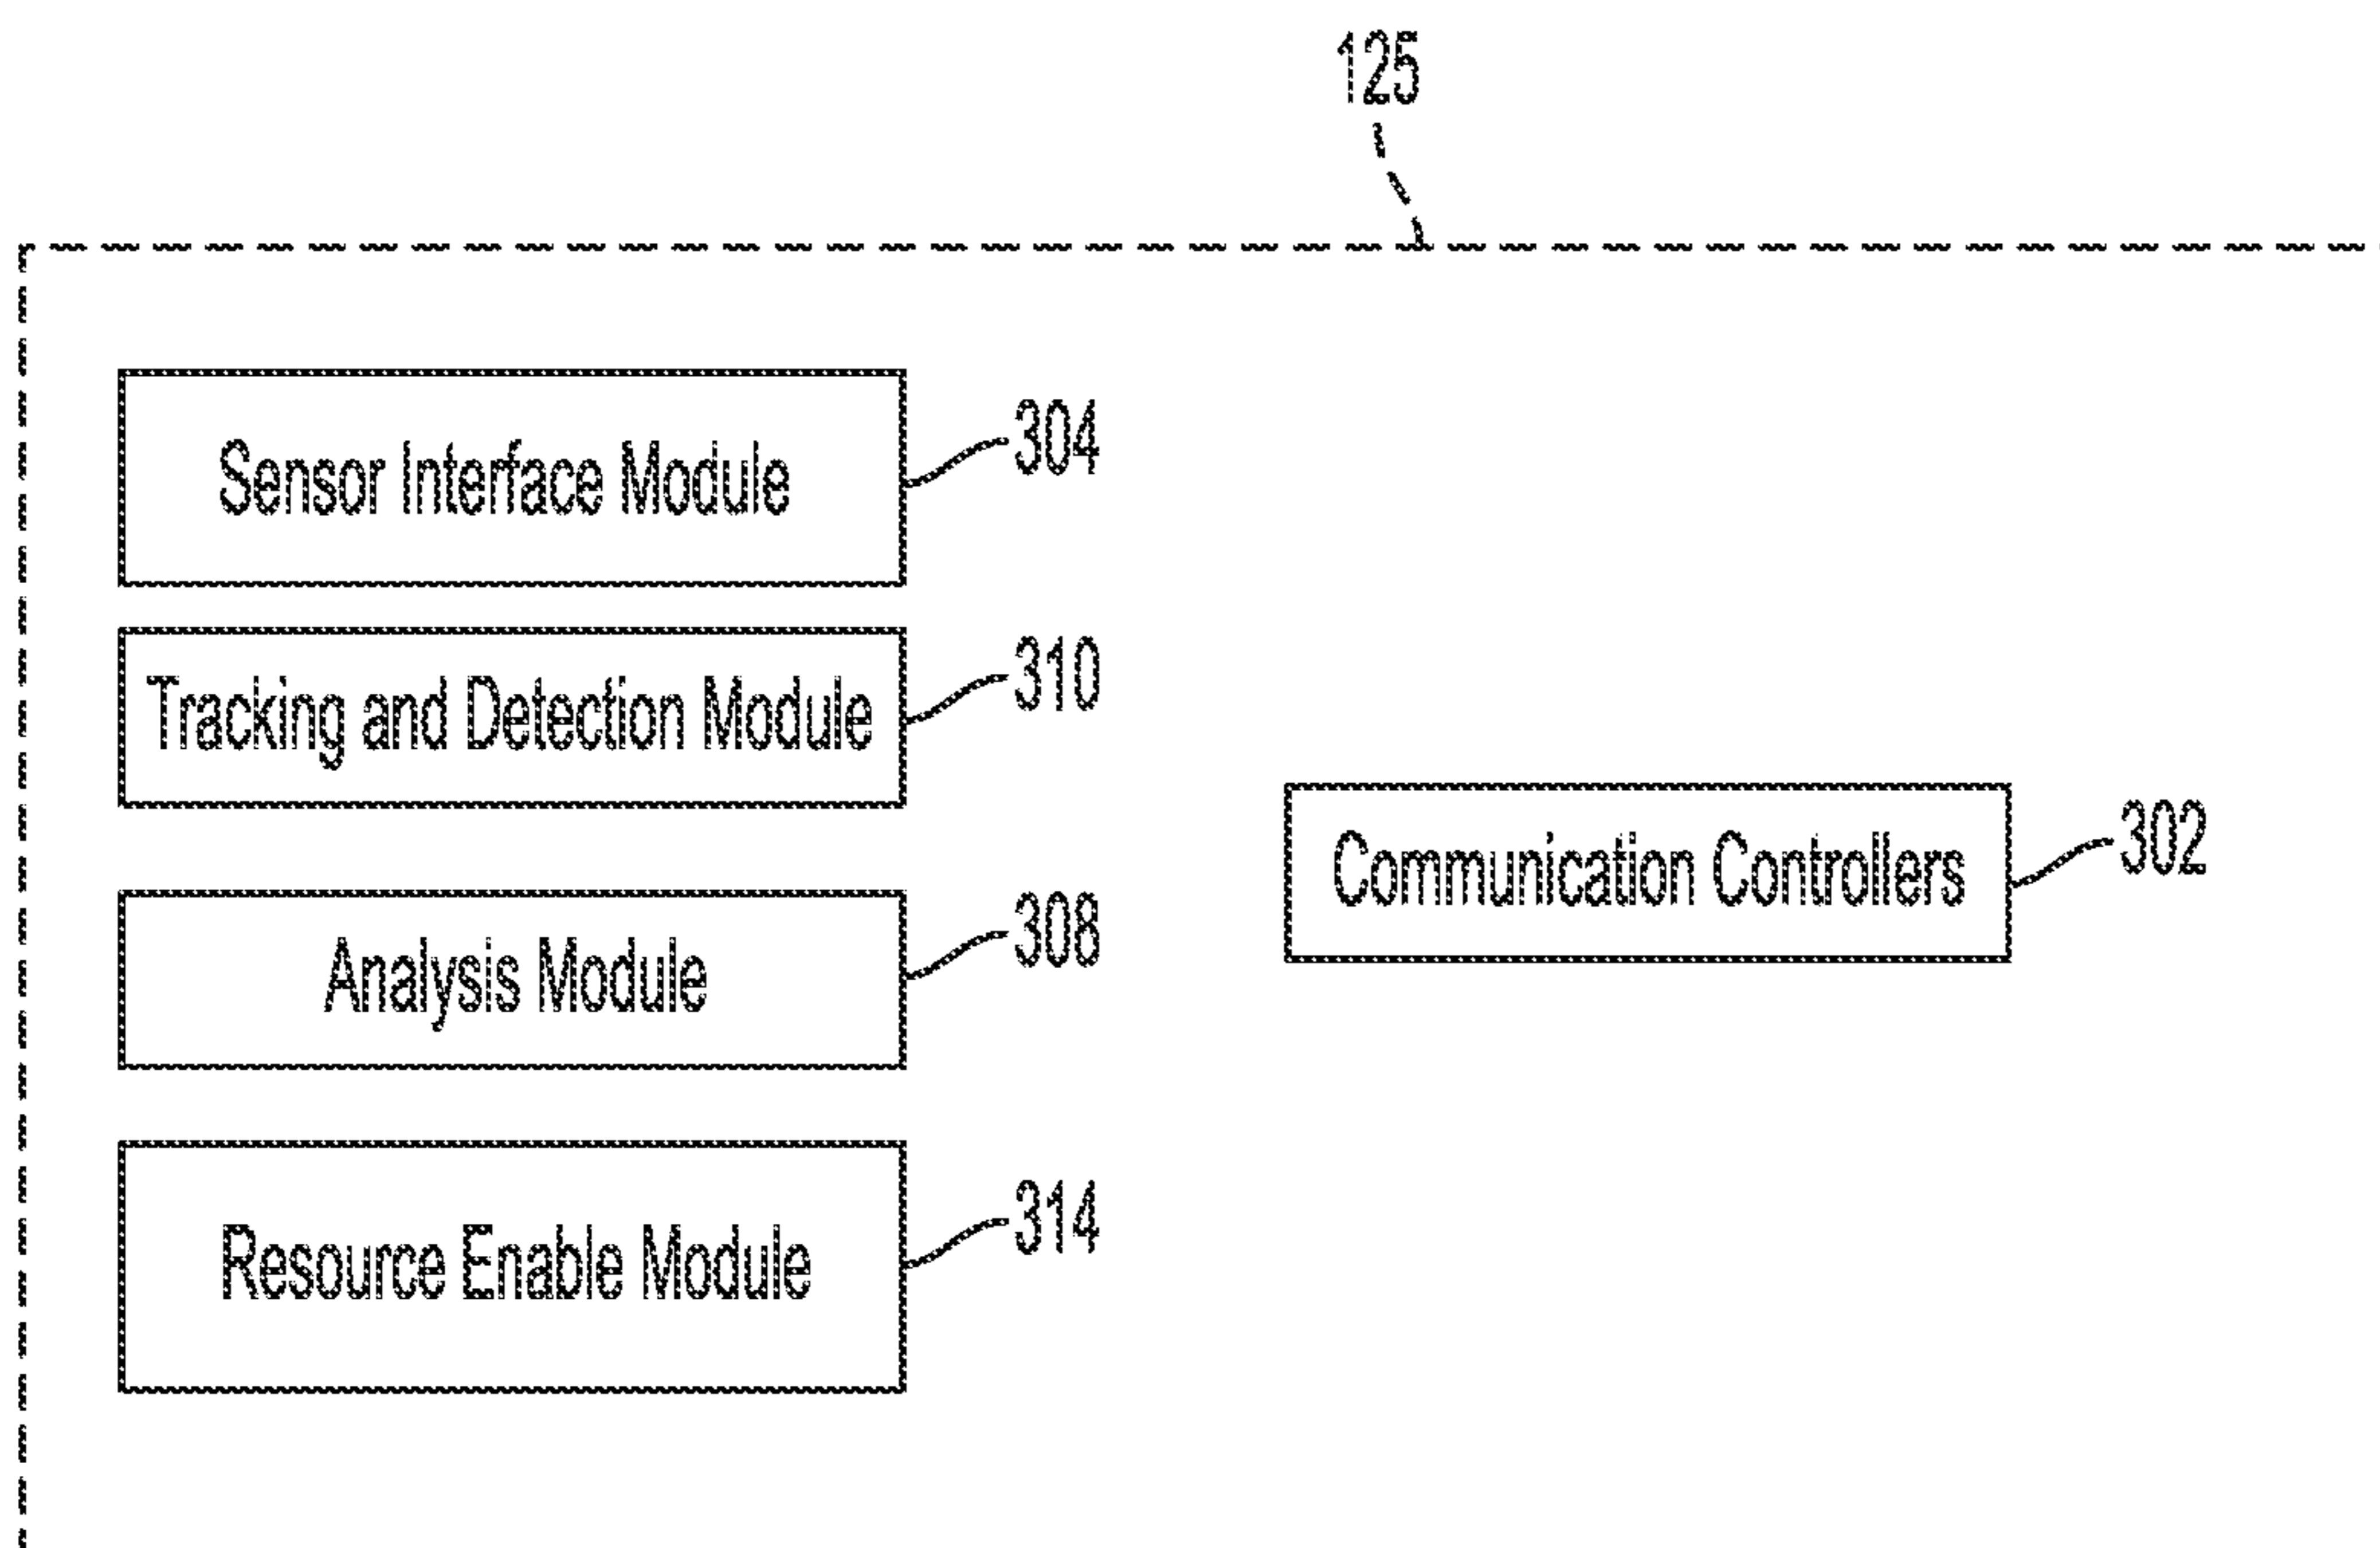 125
Sensor Interface Module
304
Tracking and Detection Module
310
Communication Controllers
302
Analysis Module
308
Resource Enable Module
314